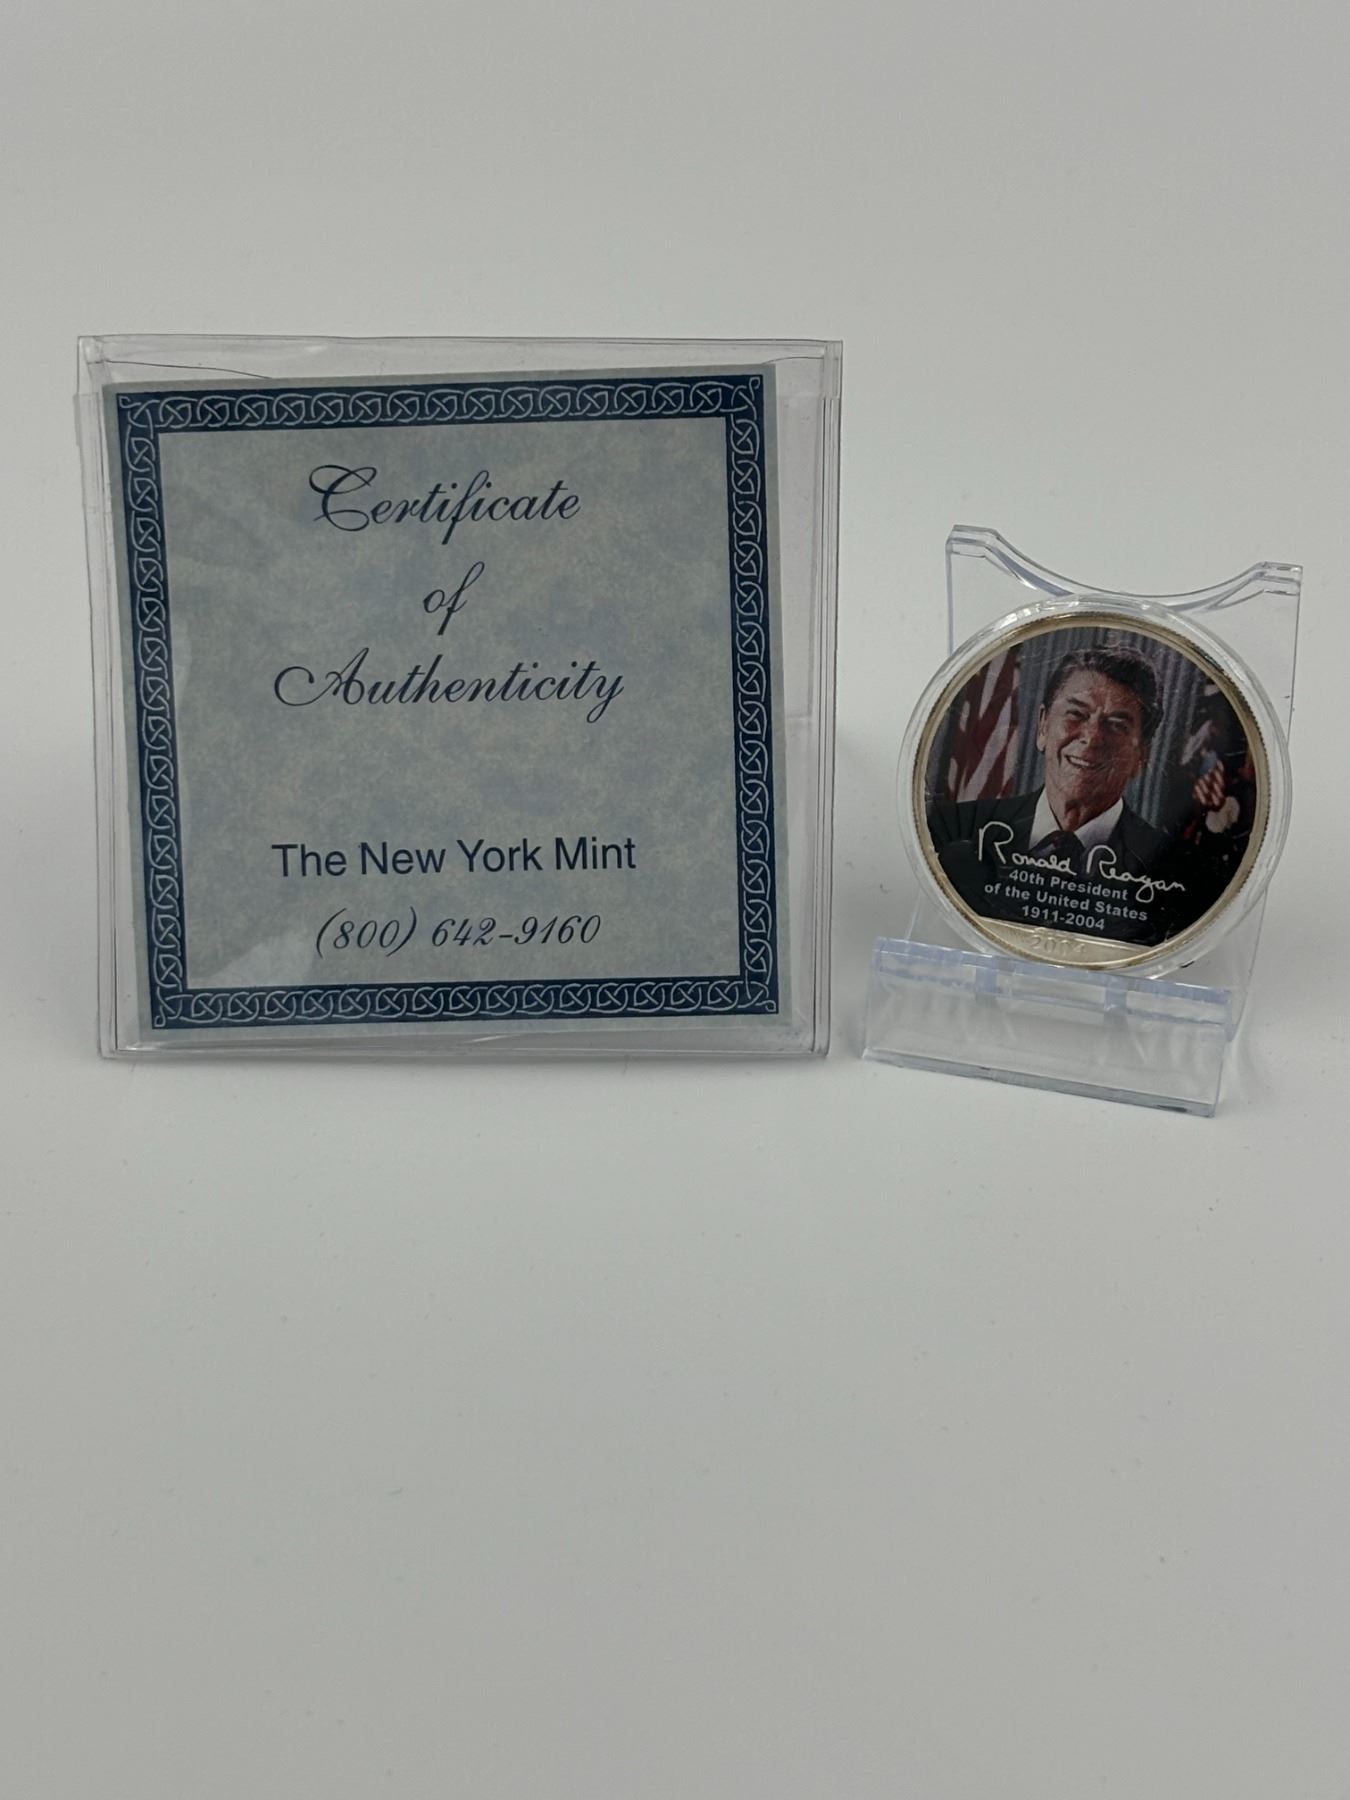 Certificate
of
Authenticity
The New York Mint
(800) 642-9160
Ronald Reagan
40th President
of the United States
1911-2004
2004